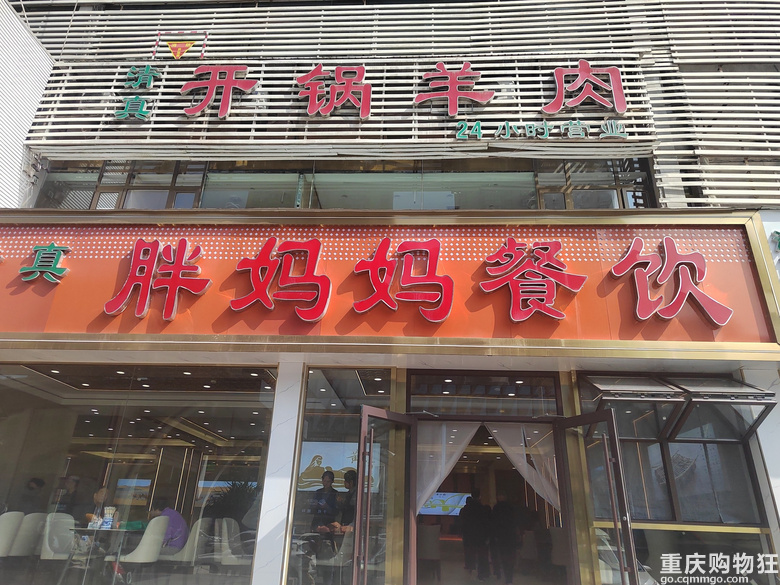 清真
开锅羊肉
24小时营业
真
胖妈妈餐饮
重庆购物狂
go.cqmmgo.com